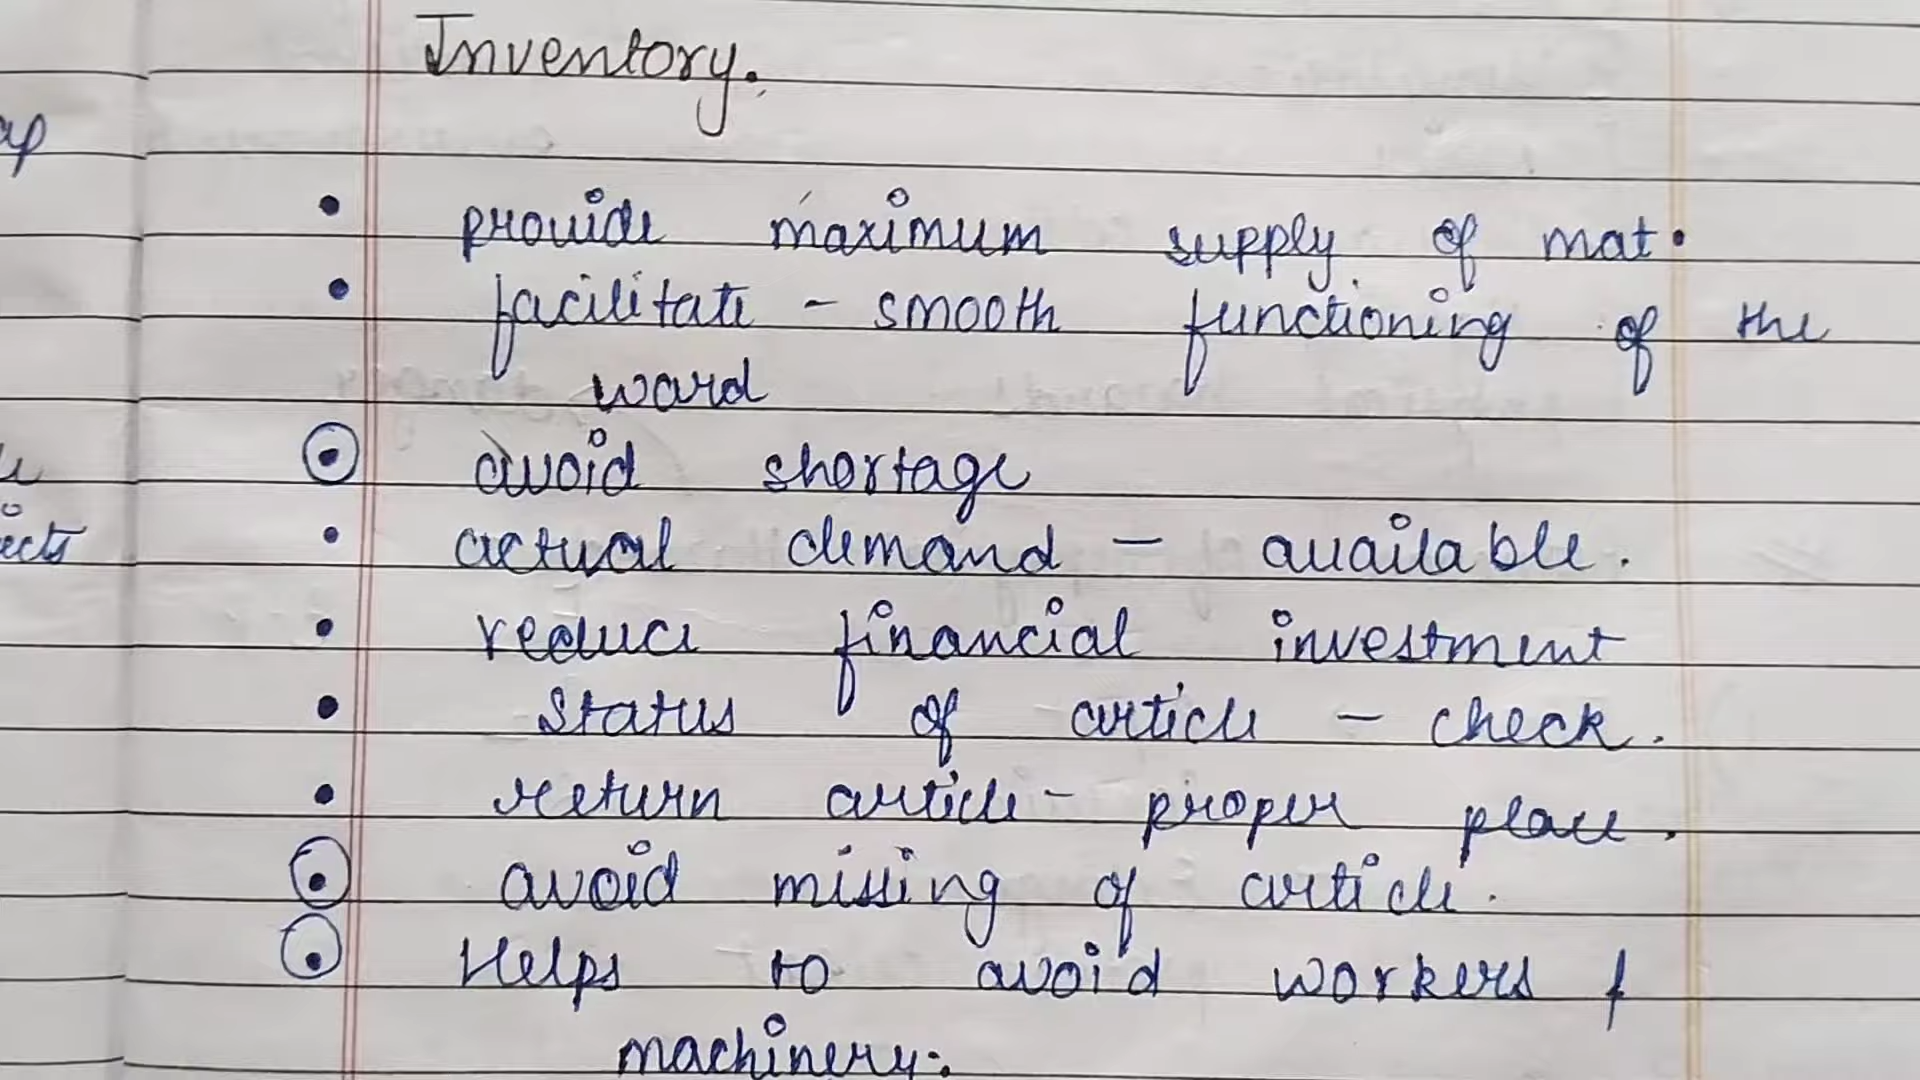 Inventory.
• provide maximum supply of mat.
• facilitate - smooth functioning of the
ward
• avoid shortage
• actual demand - available.
• reduce financial investment
• status of article - check.
• return article - proper place.
• avoid missing of article.
• Helps to avoid workers &
machinery.